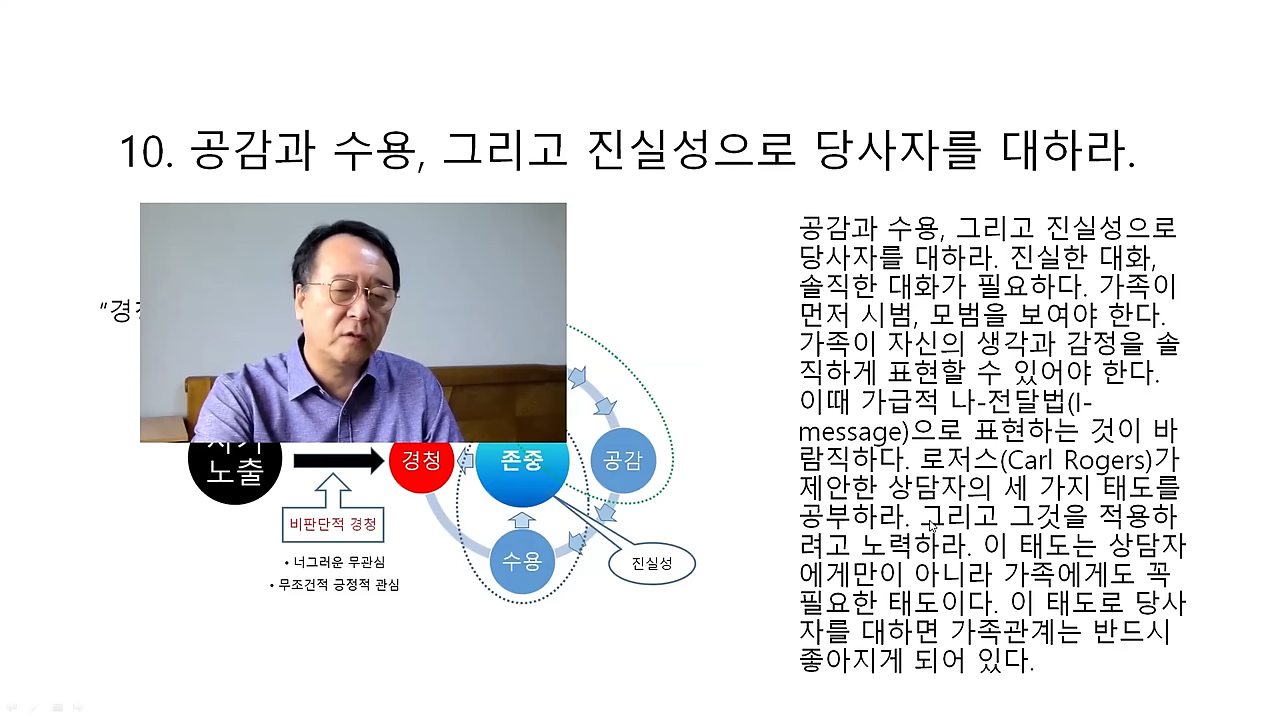 10. 공감과 수용, 그리고 진실성으로 당사자를 대하라.
공감과 수용, 그리고 진실성으로
당사자를 대하라. 진실한 대화,
솔직한 대화가 필요하다. 가족이
먼저 시범, 모범을 보여야 한다.
가족이 자신의 생각과 감정을 솔
직하게 표현할 수 있어야 한다.
이때 가급적 나-전달법(I-
message)으로 표현하는 것이 바
람직하다. 로저스(Carl Rogers)가
제안한 상담자의 세 가지 태도를
공부하라. 그리고 그것을 적용하
려고 노력하라. 이 태도는 상담자
에게만이 아니라 가족에게도 꼭
필요한 태도이다. 이 태도로 당사
자를 대하면 가족관계는 반드시
좋아지게 되어 있다.
노출
경청
존중
공감
비판단적 경청
수용
진실성
• 너그러운 무관심
• 무조건적 긍정적 관심